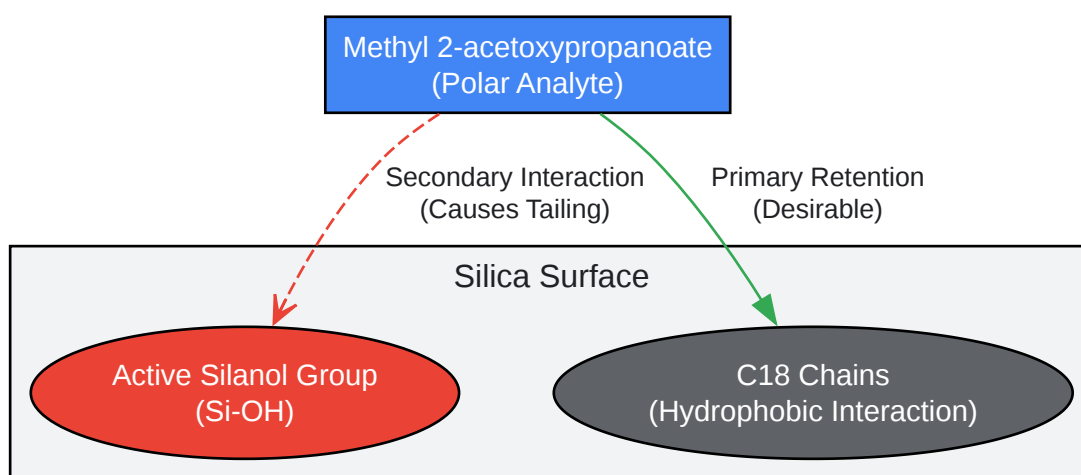 Methyl 2-acetoxypropanoate
(Polar Analyte)
Secondary Interaction
(Causes Tailing)
Primary Retention
(Desirable)
Silica Surface
Active Silanol Group
(Si-OH)
C18 Chains
(Hydrophobic Interaction)